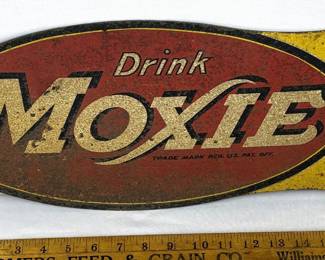 Drink
MOXIE
TRADE MARK REG. U.S. PAT. OFF.
3 4 5 6 7 8 9 10 11 12 13 14
FEED & GRAIN CO.